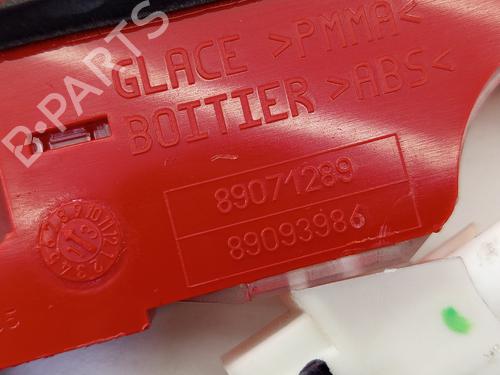 B-PARTS
GLACE >PMMA<
BOITIER >ABS<
89071289
89093986